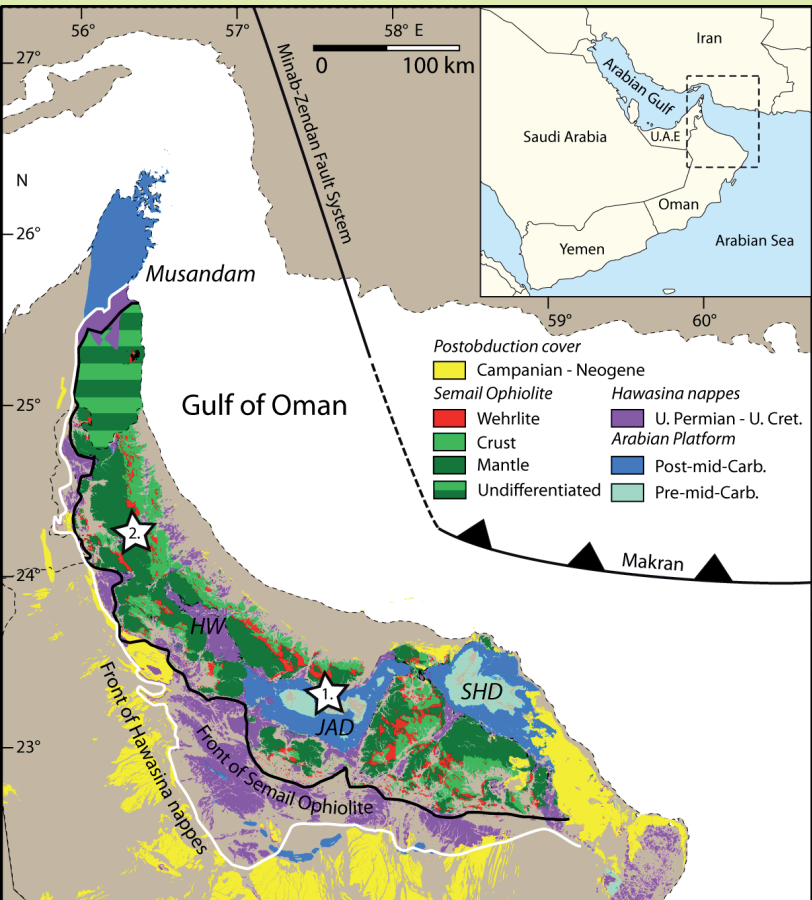 56°
57°
58° E
27°
0
100 km
Minab-Zendan Fault System
Iran
Arabian Gulf
Saudi Arabia
U.A.E
Oman
Yemen
Arabian Sea
N
26°
Musandam
59°
60°
Postobduction cover
Campanian - Neogene
Semail Ophiolite
Wehrlite
Crust
Mantle
Undifferentiated
Hawasina nappes
U. Permian - U. Cret.
Arabian Platform
Post-mid-Carb.
Pre-mid-Carb.
25°
Gulf of Oman
2.
24°
Makran
HW
1.
JAD
SHD
23°
Front of Hawasina nappes
Front of Semail Ophiolite